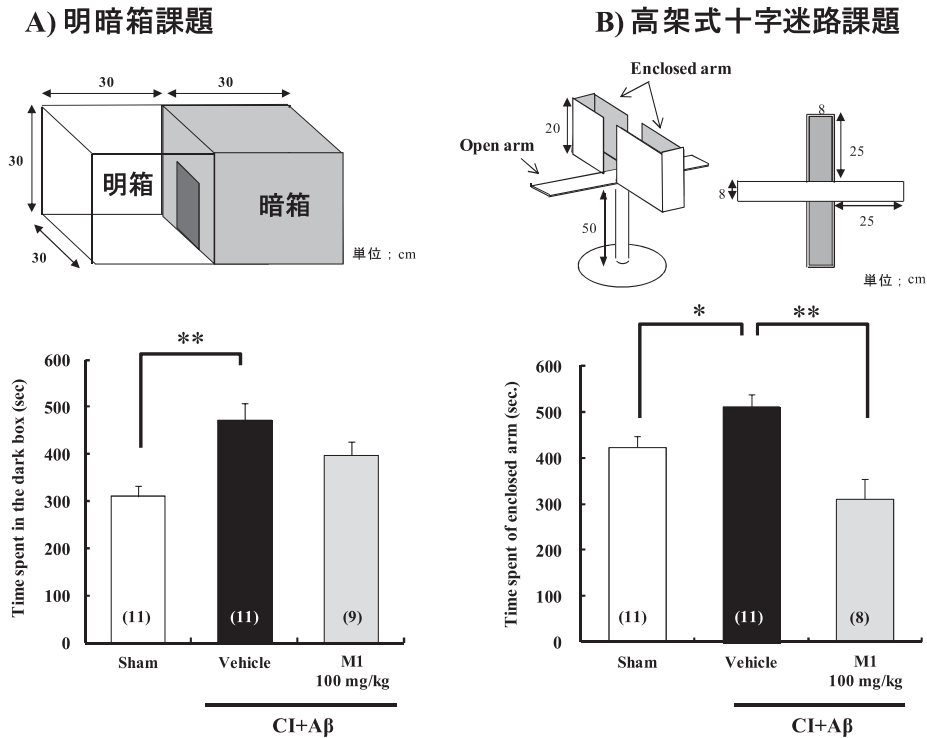 A) 明暗箱課題
30
30
30
30
明箱
暗箱
単位；cm
Time spent in the dark box (sec)
600
500
400
300
200
100
0
**
(11)
(11)
(9)
Sham
Vehicle
M1
100 mg/kg
CI+Aβ
B) 高架式十字迷路課題
Enclosed arm
Open arm
20
50
8
25
8
25
単位；cm
Time spent of enclosed arm (sec.)
600
500
400
300
200
100
0
*
**
(11)
(11)
(8)
Sham
Vehicle
M1
100 mg/kg
CI+Aβ